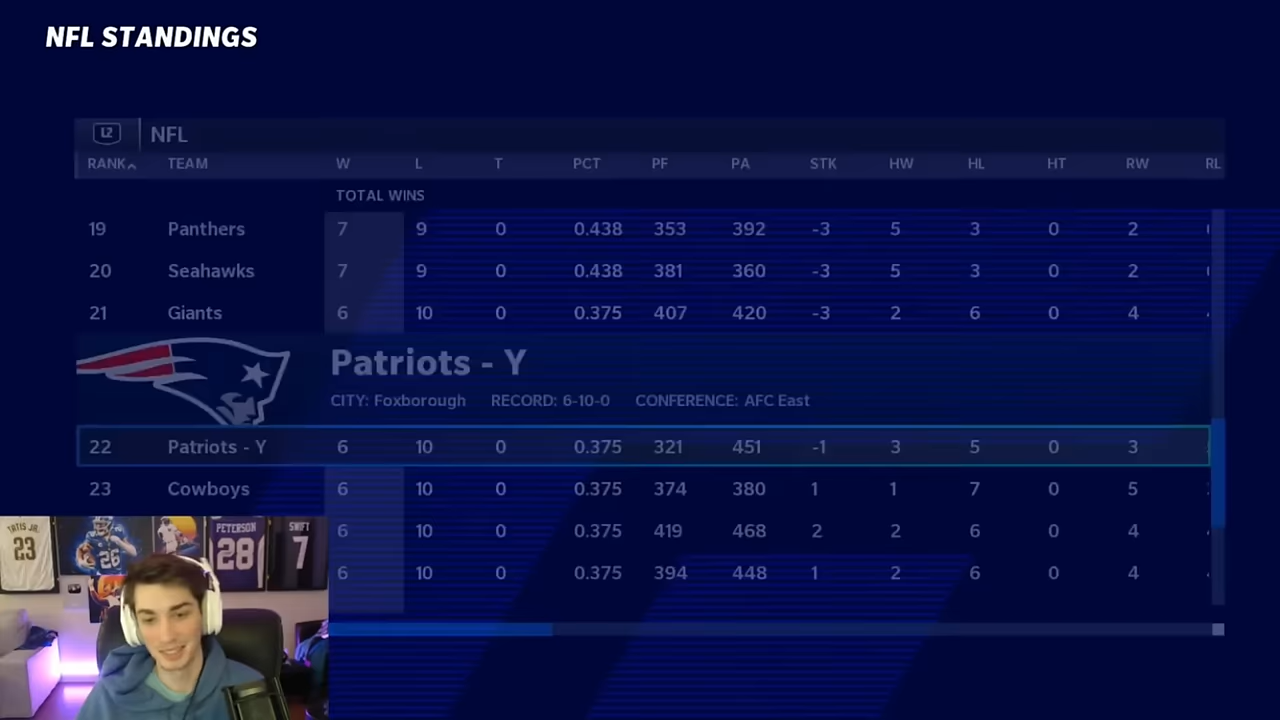 NFL STANDINGS
L2 NFL
RANK TEAM W L T PCT PF PA STK HW HL HT RW RL
TOTAL WINS
19 Panthers 7 9 0 0.438 353 392 -3 5 3 0 2
20 Seahawks 7 9 0 0.438 381 360 -3 5 3 0 2
21 Giants 6 10 0 0.375 407 420 -3 2 6 0 4
Patriots - Y
CITY: Foxborough RECORD: 6-10-0 CONFERENCE: AFC East
22 Patriots - Y 6 10 0 0.375 321 451 -1 3 5 0 3
23 Cowboys 6 10 0 0.375 374 380 1 1 7 0 5
6 10 0 0.375 419 468 2 2 6 0 4
6 10 0 0.375 394 448 1 2 6 0 4
TATIS JR. 23
26
PETERSON 28
SWIFT 7